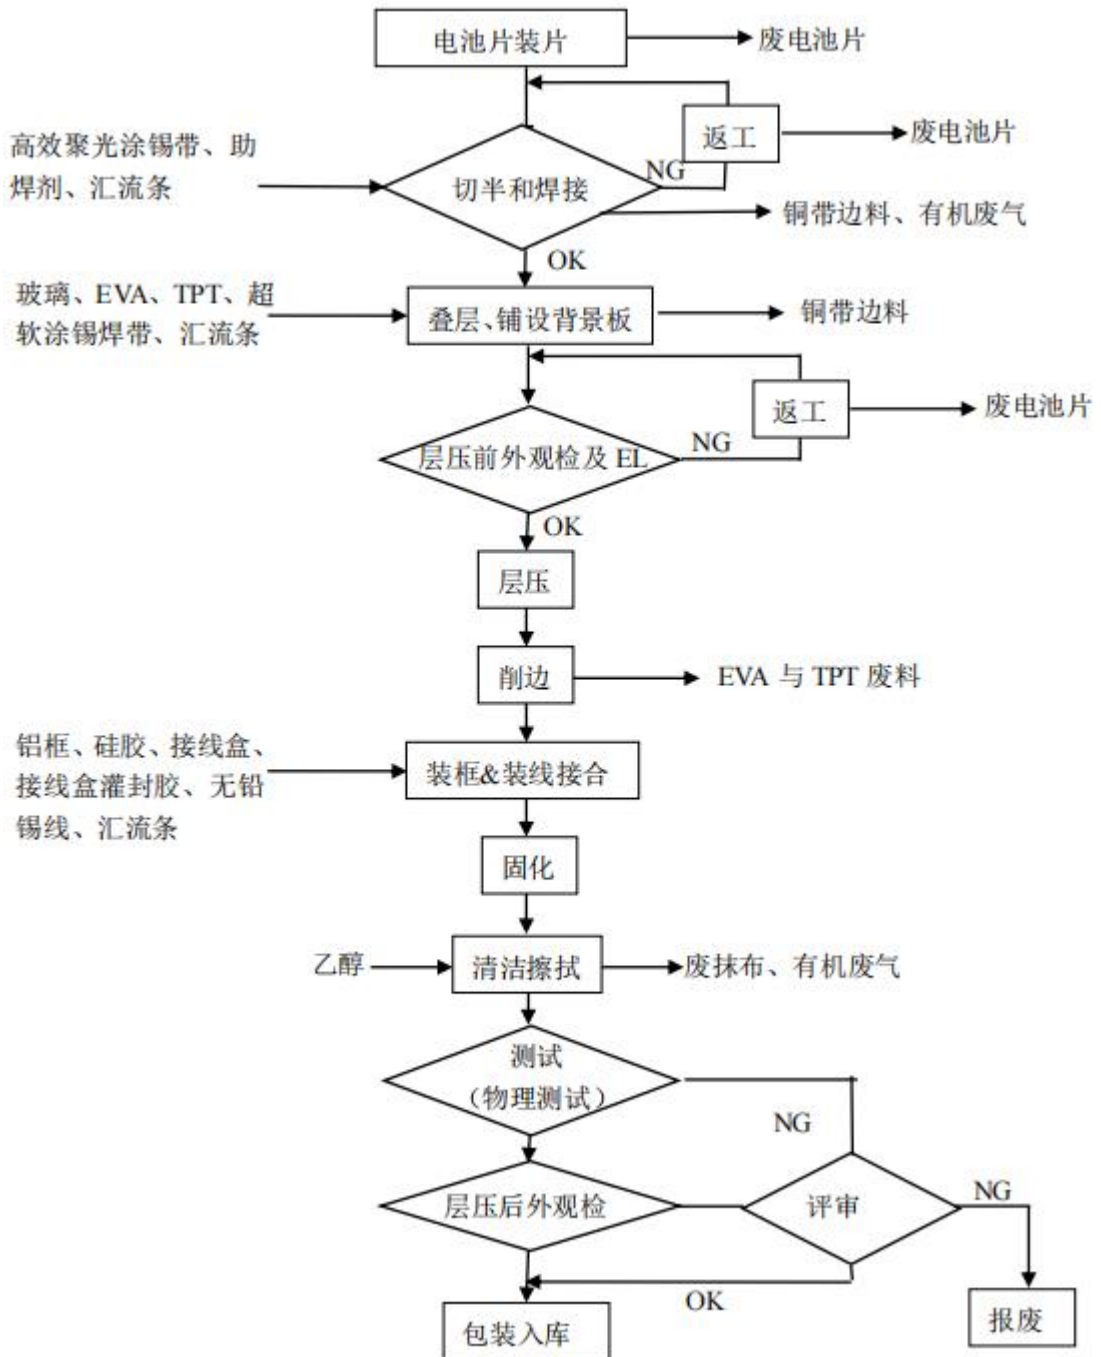 电池片装片
废电池片
返工
废电池片
高效聚光涂锡带、助
焊剂、汇流条
切半和焊接
NG
铜带边料、有机废气
OK
玻璃、EVA、TPT、超
软涂锡焊带、汇流条
叠层、铺设背景板
铜带边料
返工
废电池片
层压前外观检及 EL
NG
OK
层压
削边
EVA 与 TPT 废料
铝框、硅胶、接线盒、
接线盒灌封胶、无铅
锡线、汇流条
装框&装线接合
固化
乙醇
清洁擦拭
废抹布、有机废气
测试
（物理测试）
NG
层压后外观检
评审
NG
OK
包装入库
报废